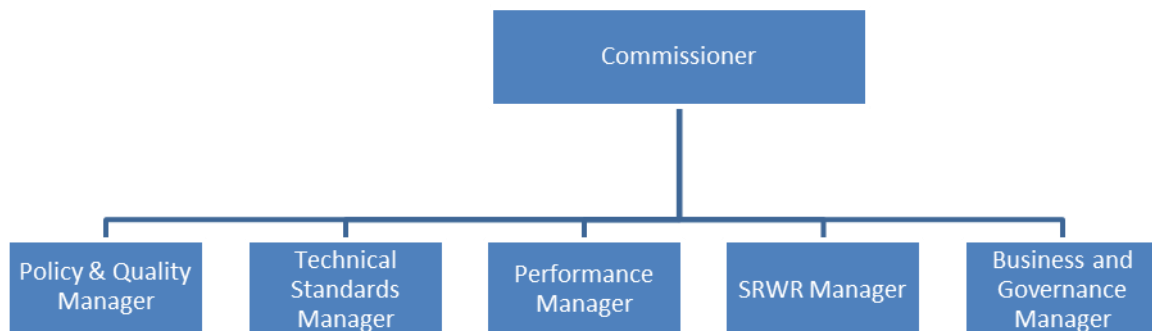 Commissioner
Policy & Quality
Manager
Technical
Standards
Manager
Performance
Manager
SRWR Manager
Business and
Governance
Manager